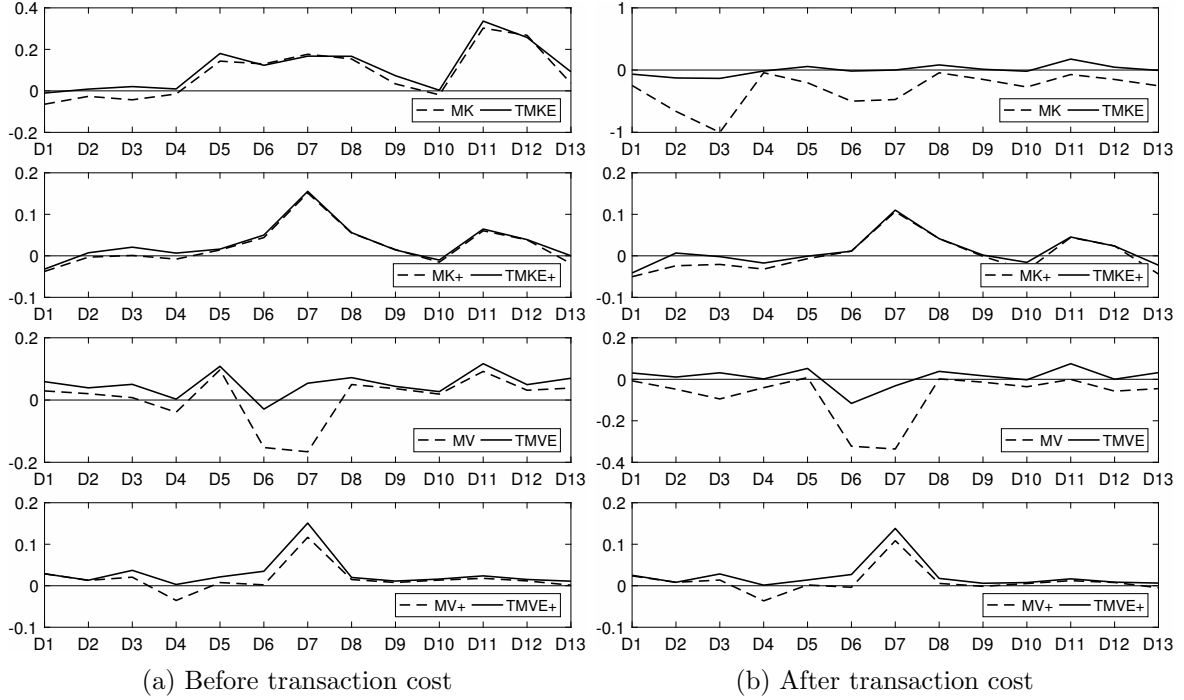 0.4
0.2
0
-0.2
MK TMKE
D1 D2 D3 D4 D5 D6 D7 D8 D9 D10 D11 D12 D13
0.2
0.1
0
-0.1
MK+ TMKE+
D1 D2 D3 D4 D5 D6 D7 D8 D9 D10 D11 D12 D13
0.2
0
-0.2
MV TMVE
D1 D2 D3 D4 D5 D6 D7 D8 D9 D10 D11 D12 D13
0.2
0.1
0
-0.1
MV+ TMVE+
D1 D2 D3 D4 D5 D6 D7 D8 D9 D10 D11 D12 D13
(a) Before transaction cost
1
0
-1
MK TMKE
D1 D2 D3 D4 D5 D6 D7 D8 D9 D10 D11 D12 D13
0.2
0.1
0
-0.1
MK+ TMKE+
D1 D2 D3 D4 D5 D6 D7 D8 D9 D10 D11 D12 D13
0.2
0
-0.2
-0.4
MV TMVE
D1 D2 D3 D4 D5 D6 D7 D8 D9 D10 D11 D12 D13
0.2
0.1
0
-0.1
MV+ TMVE+
D1 D2 D3 D4 D5 D6 D7 D8 D9 D10 D11 D12 D13
(b) After transaction cost